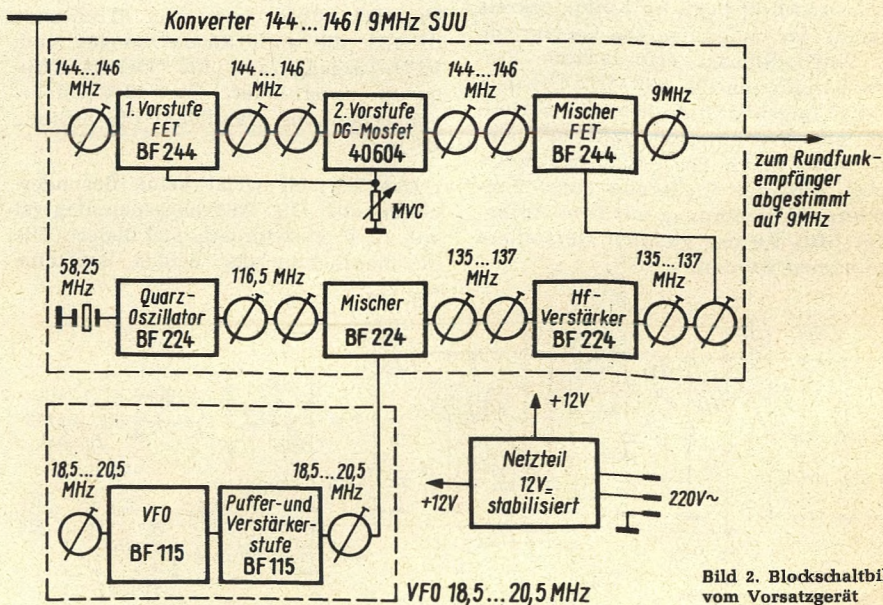 Konverter 144...146/9MHz SUU
144...146
MHz
144...146
MHz
144...146
MHz
9MHz
1. Vorstufe
FET
BF 244
2. Vorstufe
DG-Mosfet
40604
Mischer
FET
BF 244
zum Rundfunk-
empfänger
abgestimmt
auf 9MHz
MVC
58,25
MHz
116,5 MHz
135...137
MHz
135...137
MHz
Quarz-
Oszillator
BF 224
Mischer
BF 224
Hf-
Verstärker
BF 224
+12V
18,5...20,5
MHz
18,5...20,5
MHz
VFO
BF 115
Puffer-und
Verstärker-
stufe
BF 115
+12V
Netzteil
12V=
stabilisiert
220V~
VFO 18,5...20,5MHz
Bild 2. Blockschaltbil
vom Vorsatzgerät